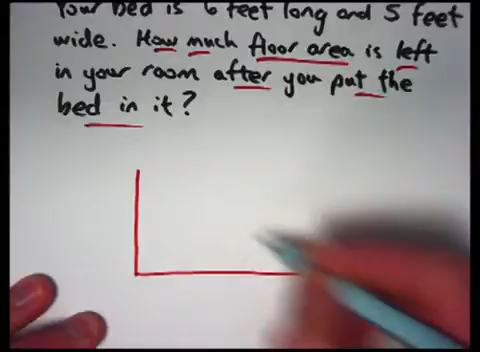 Your bed is 6 feet long and 5 feet
wide. How much floor area is left
in your room after you put the
bed in it?